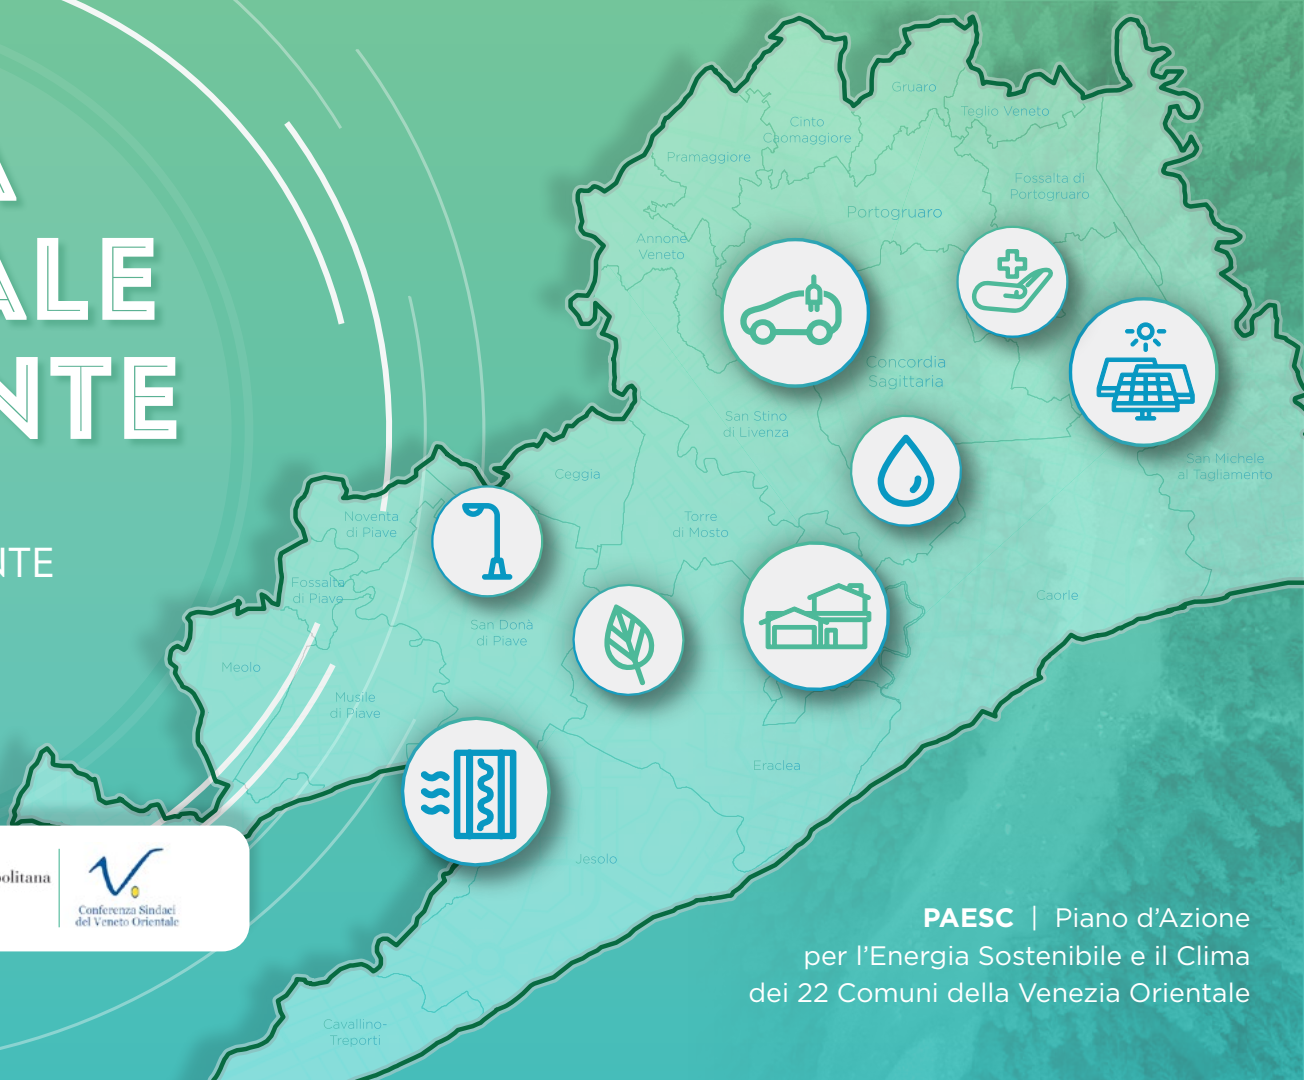 A
ALE
NTE
NTE
Gruaro
Teglio Veneto
Cinto
Caomaggiore
Pramaggiore
Fossalta di
Portogruaro
Portogruaro
Annone
Veneto
Concordia
Sagittaria
San Stino
di Livenza
San Michele
al Tagliamento
Ceggia
Noventa
di Piave
Torre
di Mosto
Fossalta
di Piave
Caorle
San Donà
di Piave
Meolo
Musile
di Piave
Eraclea
Jesolo
politana
Conferenza Sindaci
del Veneto Orientale
PAESC | Piano d’Azione
per l’Energia Sostenibile e il Clima
dei 22 Comuni della Venezia Orientale
Cavallino-
Treporti